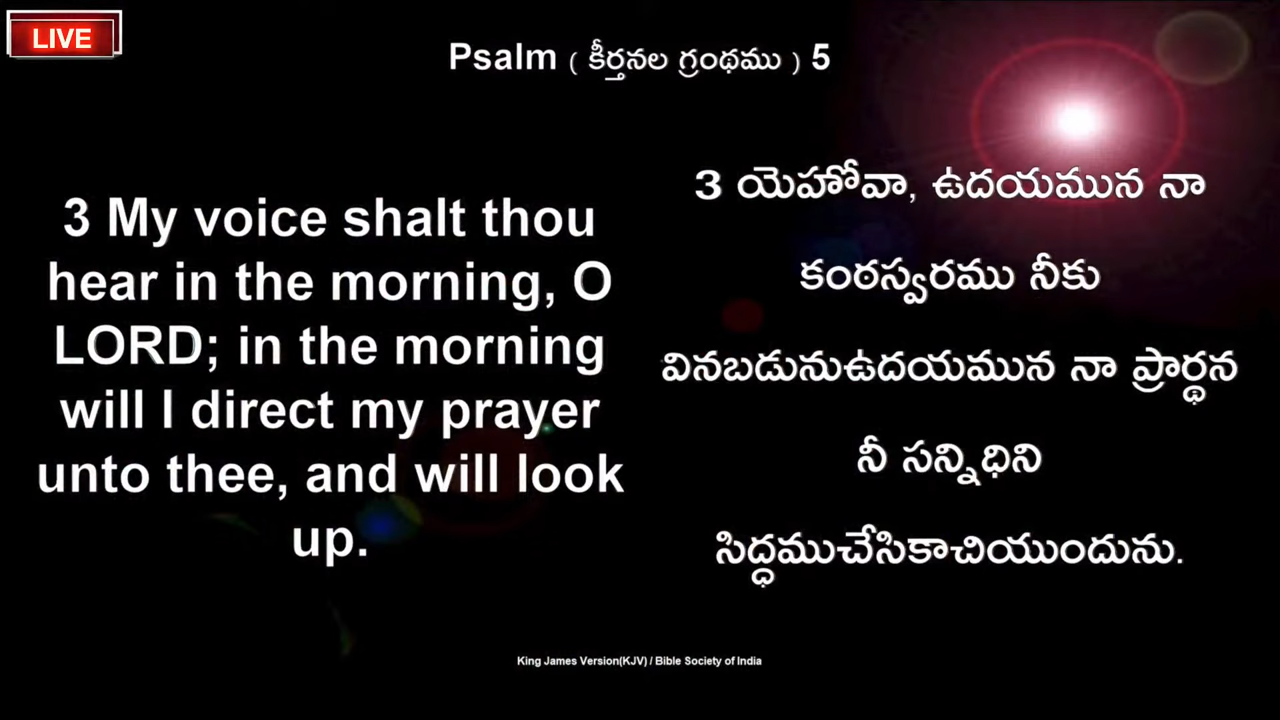 LIVE
Psalm ( కీర్తనల గ్రంథము ) 5
3 My voice shalt thou
hear in the morning, O
LORD; in the morning
will I direct my prayer
unto thee, and will look
up.
3 యెహోవా, ఉదయమున నా
కంఠస్వరము నీకు
వినబడునుఉదయమున నా ప్రార్థన
నీ సన్నిధిని
సిద్ధముచేసికాచియుందును.
King James Version(KJV) / Bible Society of India